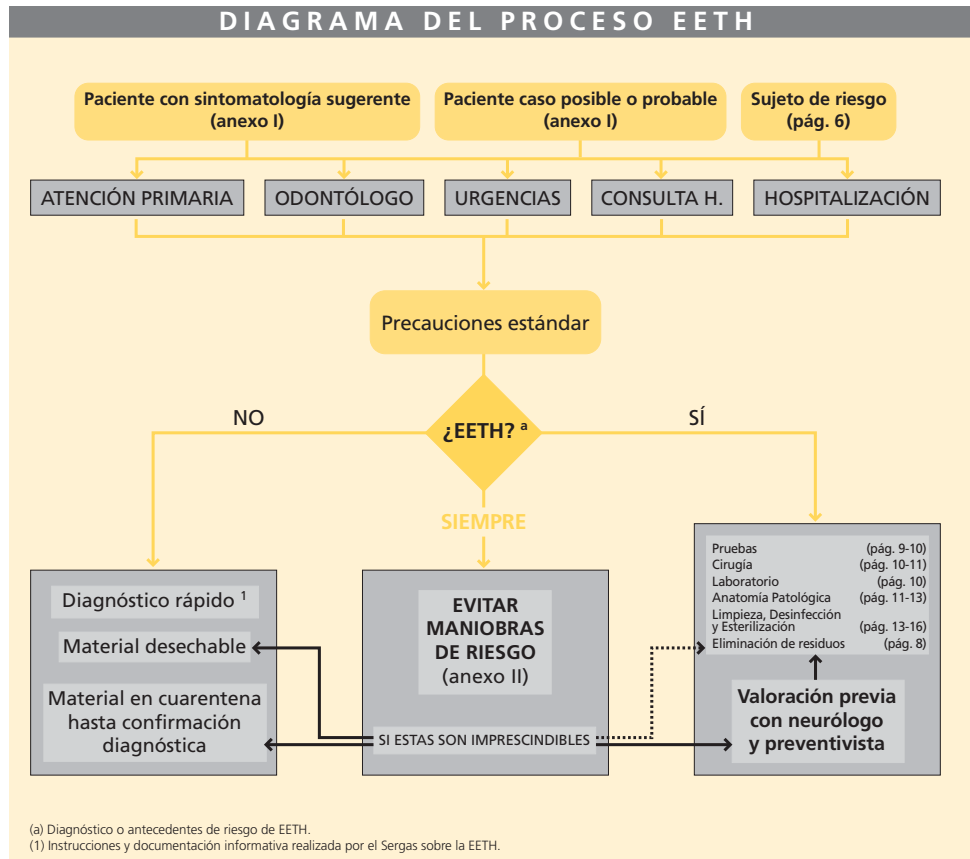 DIAGRAMA DEL PROCESO EETH
Paciente con sintomatología sugerente
(anexo I)
Paciente caso posible o probable
(anexo I)
Sujeto de riesgo
(pág. 6)
ATENCIÓN PRIMARIA
ODONTÓLOGO
URGENCIAS
CONSULTA H.
HOSPITALIZACIÓN
Precauciones estándar
¿EETH? a
NO
SÍ
SIEMPRE
Diagnóstico rápido 1
Material desechable
Material en cuarentena
hasta confirmación
diagnóstica
EVITAR
MANIOBRAS
DE RIESGO
(anexo II)
SI ESTAS SON IMPRESCINDIBLES
Pruebas (pág. 9-10)
Cirugía (pág. 10-11)
Laboratorio (pág. 10)
Anatomía Patológica (pág. 11-13)
Limpieza, Desinfección
y Esterilización (pág. 13-16)
Eliminación de residuos (pág. 8)
Valoración previa
con neurólogo
y preventivista
(a) Diagnóstico o antecedentes de riesgo de EETH.
(1) Instrucciones y documentación informativa realizada por el Sergas sobre la EETH.